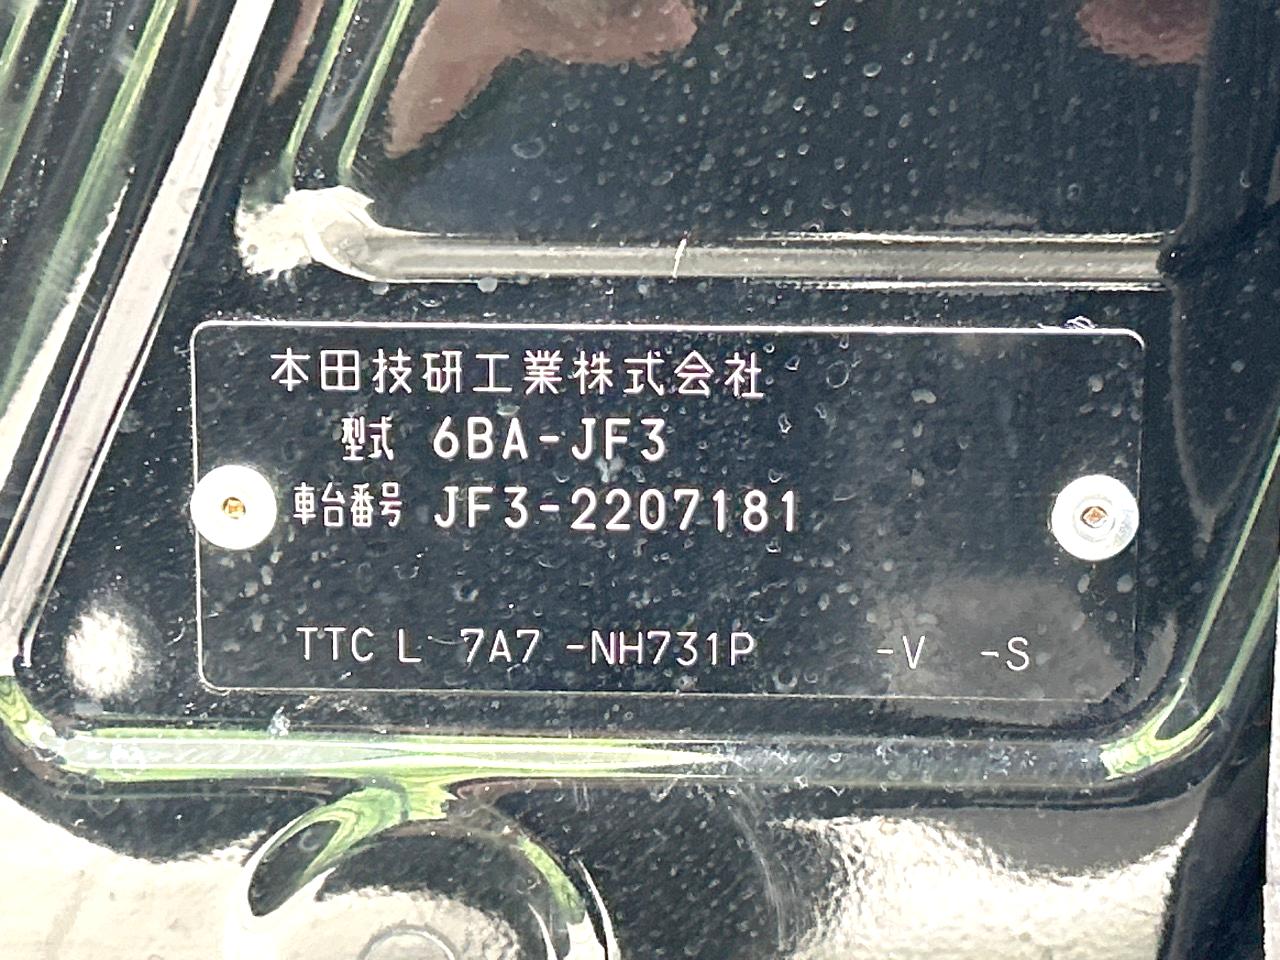 本田技研工業株式会社
型式 6BA-JF3
車台番号 JF3-2207181
TTC L 7A7 -NH731P -V -S